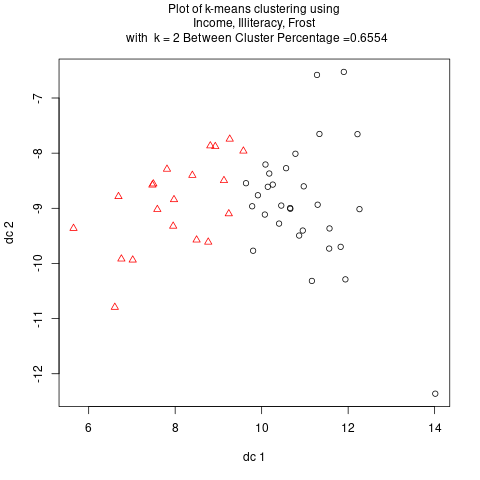 Plot of k-means clustering using
Income, Illiteracy, Frost
with k = 2 Between Cluster Percentage =0.6554
dc 2
-7
-8
-9
-10
-11
-12
6 8 10 12 14
dc 1